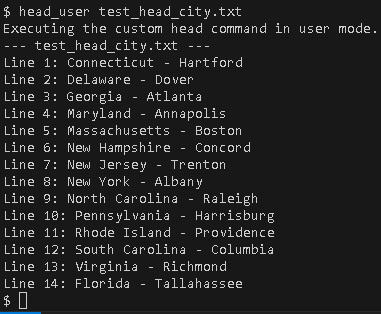 $ head_user test_head_city.txt
Executing the custom head command in user mode.
--- test_head_city.txt ---
Line 1: Connecticut - Hartford
Line 2: Delaware - Dover
Line 3: Georgia - Atlanta
Line 4: Maryland - Annapolis
Line 5: Massachusetts - Boston
Line 6: New Hampshire - Concord
Line 7: New Jersey - Trenton
Line 8: New York - Albany
Line 9: North Carolina - Raleigh
Line 10: Pennsylvania - Harrisburg
Line 11: Rhode Island - Providence
Line 12: South Carolina - Columbia
Line 13: Virginia - Richmond
Line 14: Florida - Tallahassee
$